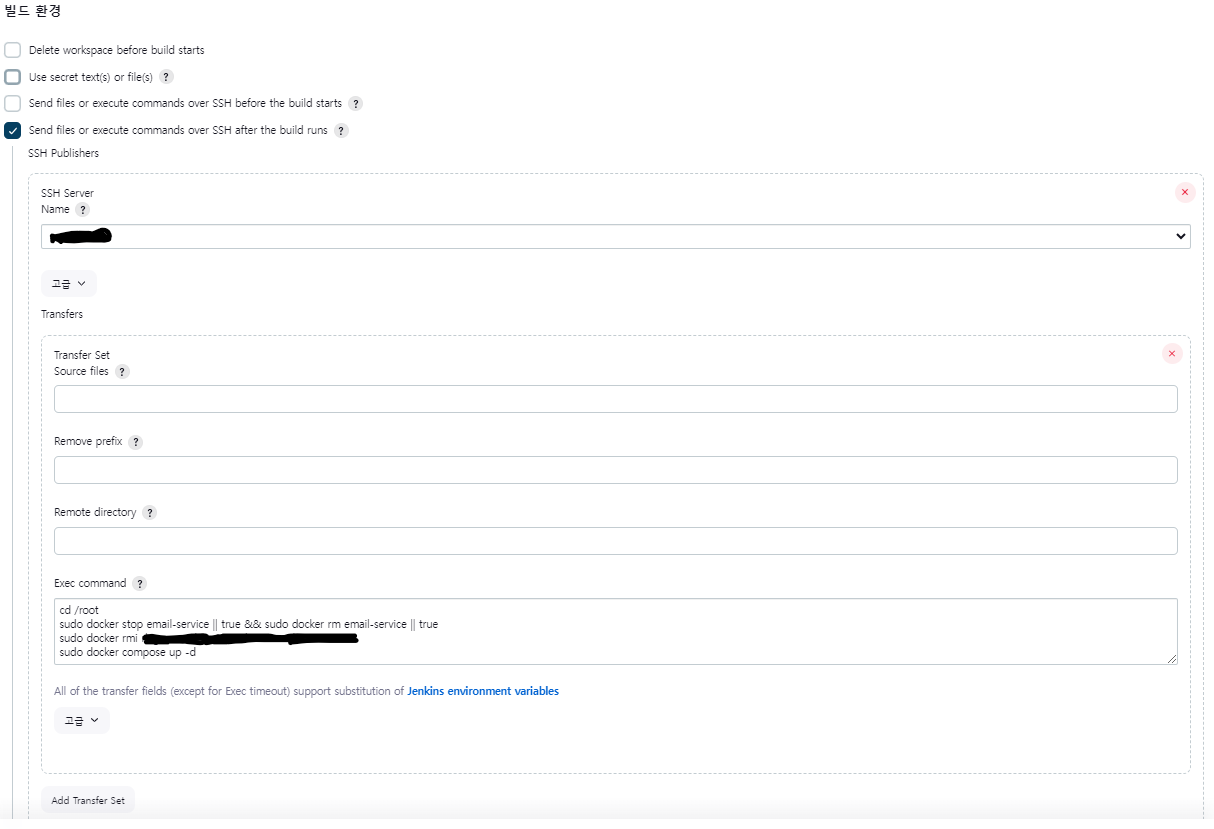 빌드 환경
Delete workspace before build starts
Use secret text(s) or file(s) ?
Send files or execute commands over SSH before the build starts ?
Send files or execute commands over SSH after the build runs ?
SSH Publishers
SSH Server
Name ?
고급
Transfers
Transfer Set
Source files ?
Remove prefix ?
Remote directory ?
Exec command ?
cd /root
sudo docker stop email-service || true && sudo docker rm email-service || true
sudo docker rmi
sudo docker compose up -d
All of the transfer fields (except for Exec timeout) support substitution of Jenkins environment variables
고급
Add Transfer Set